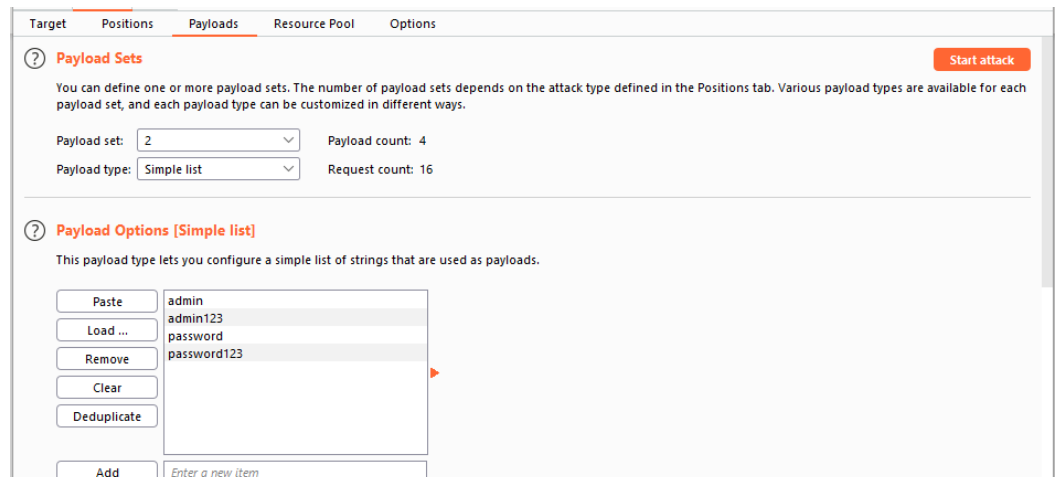 Target Positions Payloads Resource Pool Options
? Payload Sets Start attack
You can define one or more payload sets. The number of payload sets depends on the attack type defined in the Positions tab. Various payload types are available for each
payload set, and each payload type can be customized in different ways.
Payload set: 2 Payload count: 4
Payload type: Simple list Request count: 16
? Payload Options [Simple list]
This payload type lets you configure a simple list of strings that are used as payloads.
Paste admin
admin123
Load ... password
Remove password123
Clear
Deduplicate
Add Enter a new item